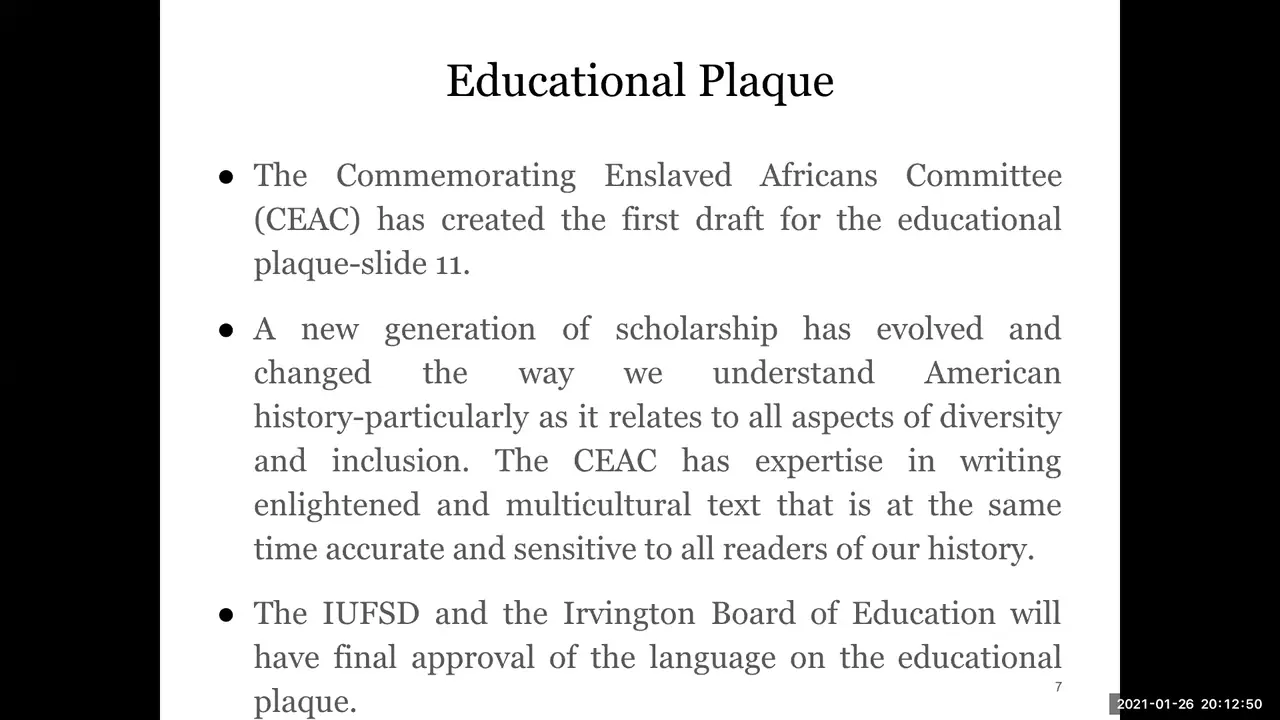 Educational Plaque
● The Commemorating Enslaved Africans Committee
(CEAC) has created the first draft for the educational
plaque-slide 11.
● A new generation of scholarship has evolved and
changed the way we understand American
history-particularly as it relates to all aspects of diversity
and inclusion. The CEAC has expertise in writing
enlightened and multicultural text that is at the same
time accurate and sensitive to all readers of our history.
● The IUFSD and the Irvington Board of Education will
have final approval of the language on the educational
plaque.
7
2021-01-26 20:12:50